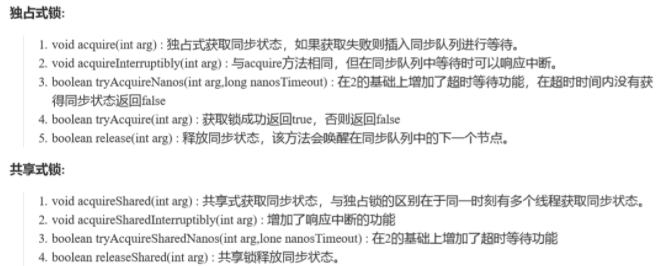 独占式锁:
1. void acquire(int arg) : 独占式获取同步状态，如果获取失败则插入同步队列进行等待。
2. void acquireInterruptibly(int arg) : 与acquire方法相同，但在同步队列中等待时可以响应中断。
3. boolean tryAcquireNanos(int arg,long nanosTimeout) : 在2的基础上增加了超时等待功能，在超时时间内没有获
得同步状态返回false
4. boolean tryAcquire(int arg) : 获取锁成功返回true，否则返回false
5. boolean release(int arg) : 释放同步状态，该方法会唤醒在同步队列中的下一个节点。
共享式锁:
1. void acquireShared(int arg) : 共享式获取同步状态，与独占锁的区别在于同一时刻有多个线程获取同步状态。
2. void acquireSharedInterruptibly(int arg) : 增加了响应中断的功能
3. boolean tryAcquireSharedNanos(int arg,lone nanosTimeout) : 在2的基础上增加了超时等待功能
4. boolean releaseShared(int arg) : 共享锁释放同步状态。